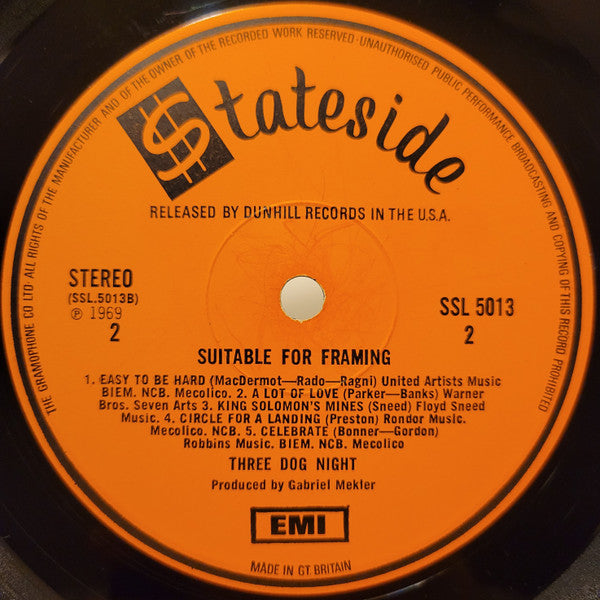 THE GRAMOPHONE CO LTD·ALL RIGHTS OF THE MANUFACTURER AND OF THE OWNER OF THE RECORDED WORK RESERVED·UNAUTHORISED PUBLIC PERFORMANCE BROADCASTING AND COPYING OF THIS RECORD PROHIBITED
$tateside
RELEASED BY DUNHILL RECORDS IN THE U.S.A.
STEREO
(SSL.5013B)
℗ 1969
2
SSL 5013
2
SUITABLE FOR FRAMING
1. EASY TO BE HARD (MacDermot—Rado—Ragni) United Artists Music
BIEM. NCB. Mecolico. 2. A LOT OF LOVE (Parker—Banks) Warner
Bros. Seven Arts 3. KING SOLOMON'S MINES (Sneed) Floyd Sneed
Music. 4. CIRCLE FOR A LANDING (Preston) Rondor Music.
Mecolico. NCB. 5. CELEBRATE (Bonner—Gordon)
Robbins Music. BIEM. NCB. Mecolico
THREE DOG NIGHT
Produced by Gabriel Mekler
EMI
MADE IN GT. BRITAIN